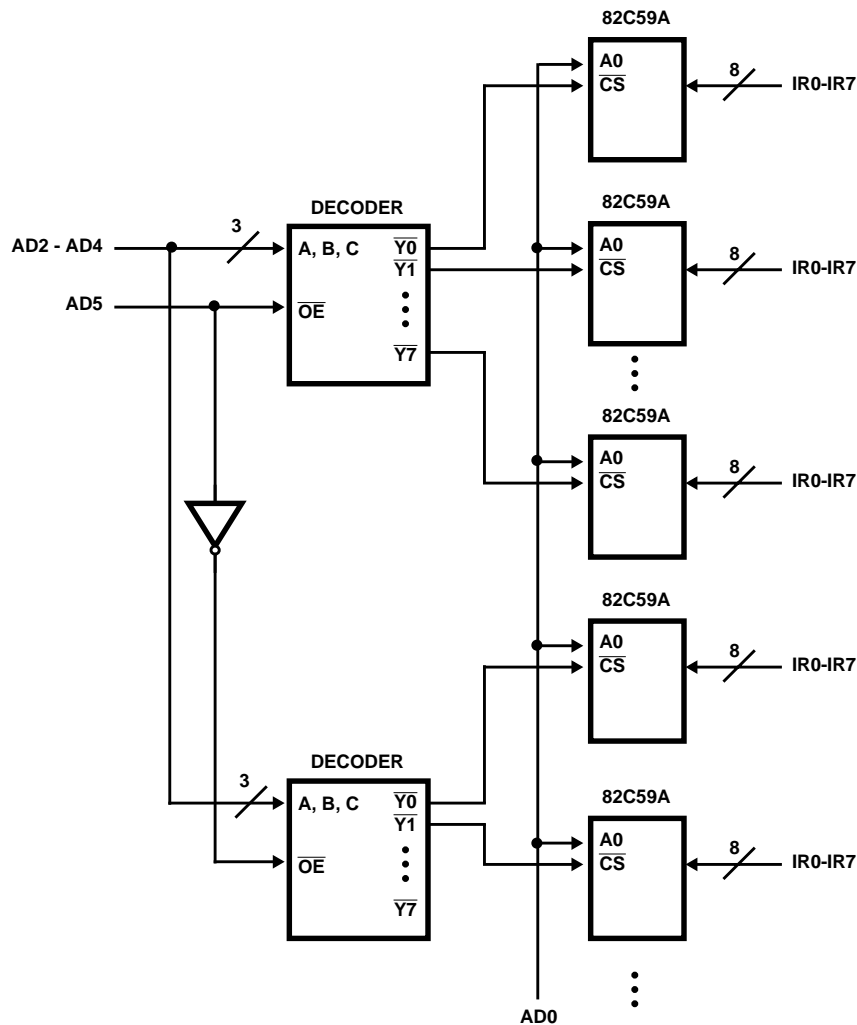 82C59A
A0
CS
8
IR0-IR7
82C59A
A0
CS
8
IR0-IR7
DECODER
AD2 - AD4
3
A, B, C
Y0
Y1
AD5
OE
Y7
82C59A
A0
CS
8
IR0-IR7
82C59A
A0
CS
8
IR0-IR7
DECODER
3
A, B, C
Y0
Y1
OE
Y7
82C59A
A0
CS
8
IR0-IR7
AD0